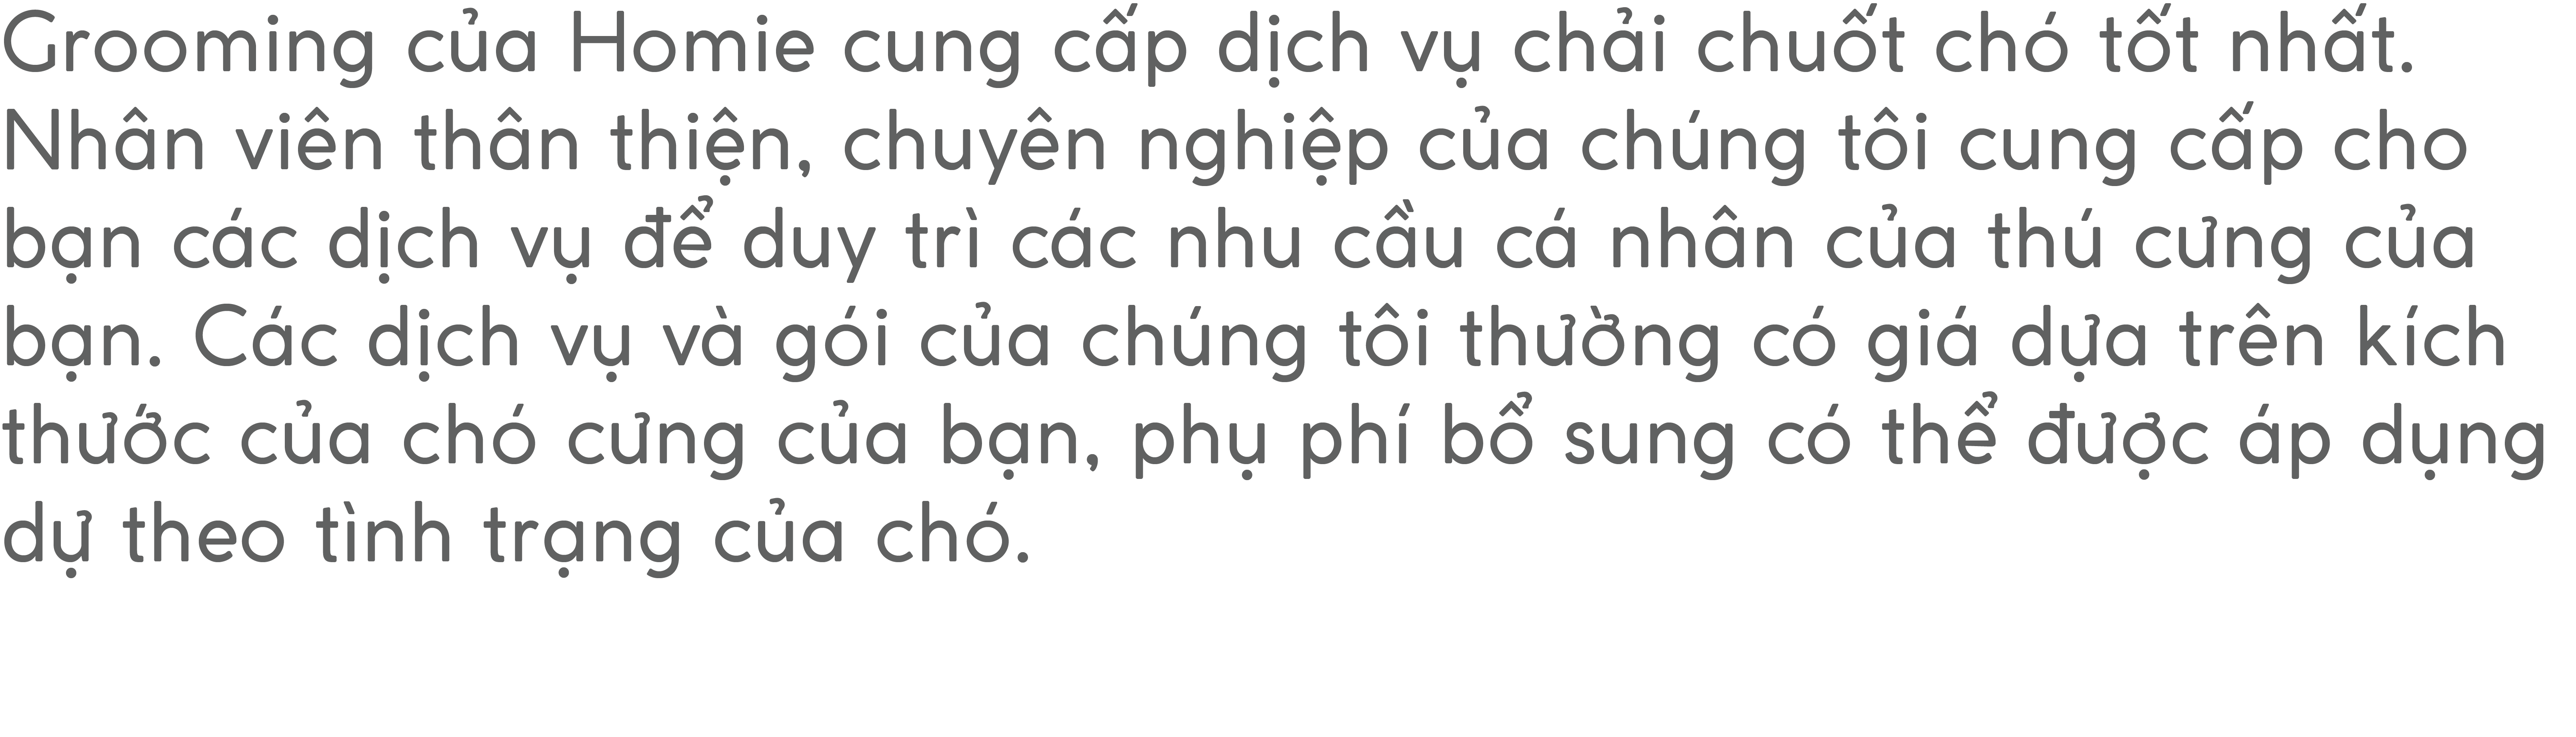 Grooming của Homie cung cấp dịch vụ chải chuốt chó tốt nhất.
Nhân viên thân thiện, chuyên nghiệp của chúng tôi cung cấp cho
bạn các dịch vụ để duy trì các nhu cầu cá nhân của thú cưng của
bạn. Các dịch vụ và gói của chúng tôi thường có giá dựa trên kích
thước của chó cưng của bạn, phụ phí bổ sung có thể được áp dụng
dự theo tình trạng của chó.